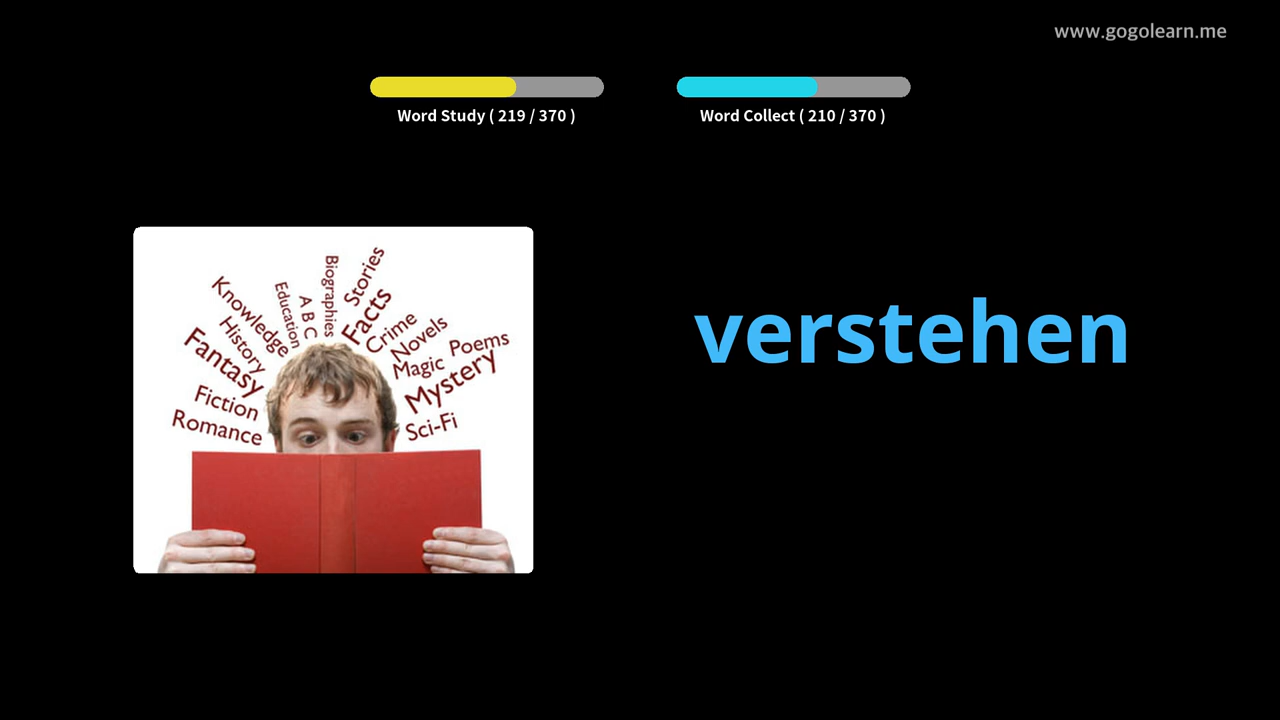 www.gogolearn.me
Word Study ( 219 / 370 )
Word Collect ( 210 / 370 )
verstehen
Biographies
Stories
Education
A B C
Facts
Knowledge
History
Crime
Novels
Fantasy
Magic
Poems
Mystery
Fiction
Romance
Sci-Fi